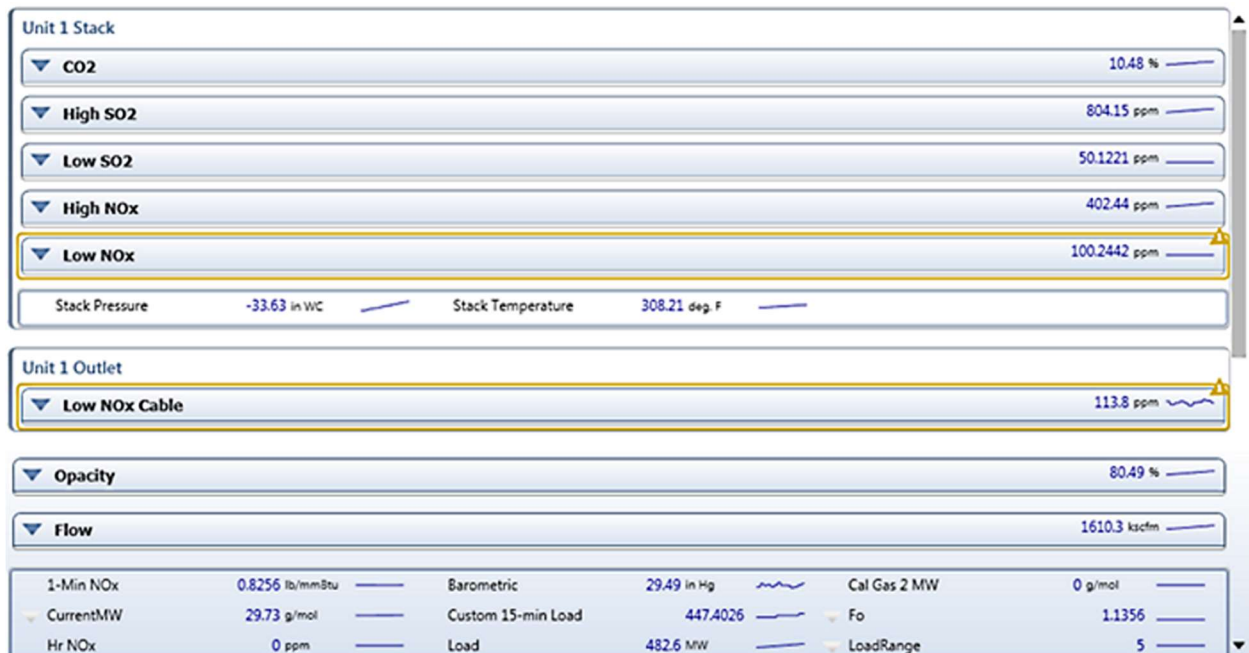 Unit 1 Stack
CO2 10.48 %
High SO2 804.15 ppm
Low SO2 50.1221 ppm
High NOx 402.44 ppm
Low NOx 100.2442 ppm
Stack Pressure -33.63 in WC Stack Temperature 308.21 deg. F
Unit 1 Outlet
Low NOx Cable 113.8 ppm
Opacity 80.49 %
Flow 1610.3 kscfm
1-Min NOx 0.8256 lb/mmBtu Barometric 29.49 in Hg Cal Gas 2 MW 0 g/mol
CurrentMW 29.73 g/mol Custom 15-min Load 447.4026 Fo 1.1356
Hr NOx 0 ppm Load 482.6 MW LoadRange 5